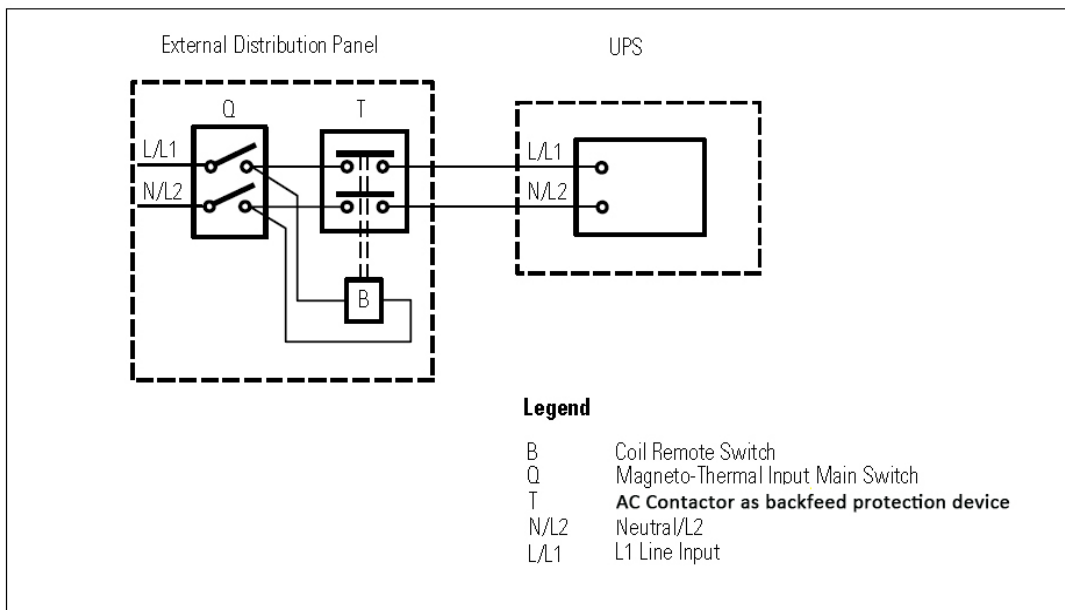 External Distribution Panel
UPS
Q
T
L/L1
N/L2
L/L1
N/L2
B
Legend
B Coil Remote Switch
Q Magneto-Thermal Input Main Switch
T AC Contactor as backfeed protection device
N/L2 Neutral/L2
L/L1 L1 Line Input